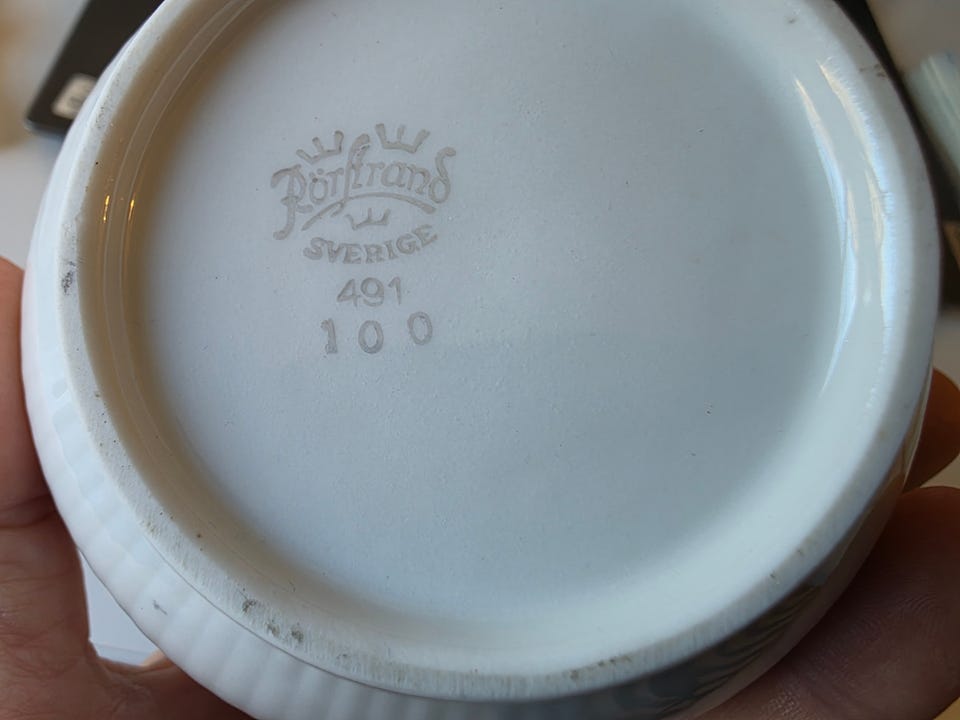 Rörstrand
SVERIGE
491
100